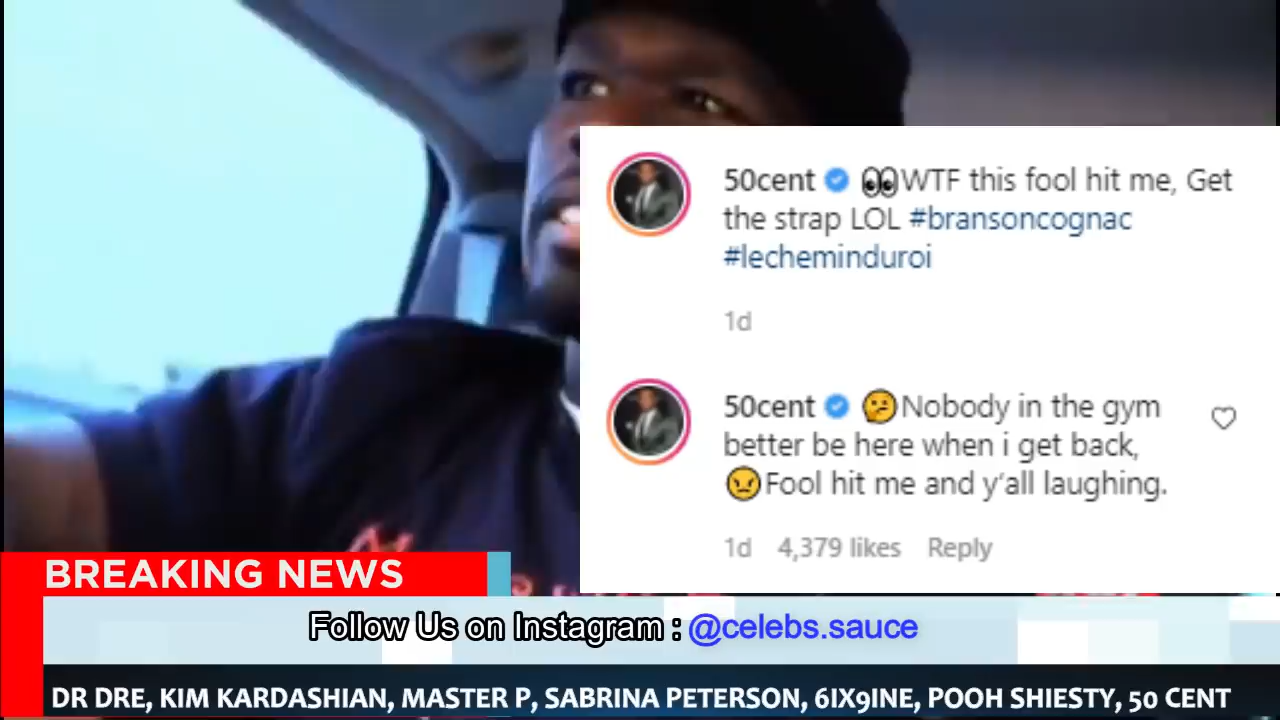 50cent 👀WTF this fool hit me, Get
the strap LOL #bransoncognac
#lecheminduroi
1d
50cent 🤔Nobody in the gym
better be here when i get back,
😠Fool hit me and y'all laughing.
1d 4,379 likes Reply
BREAKING NEWS
Follow Us on Instagram : @celebs.sauce
DR DRE, KIM KARDASHIAN, MASTER P, SABRINA PETERSON, 6IX9INE, POOH SHIESTY, 50 CENT